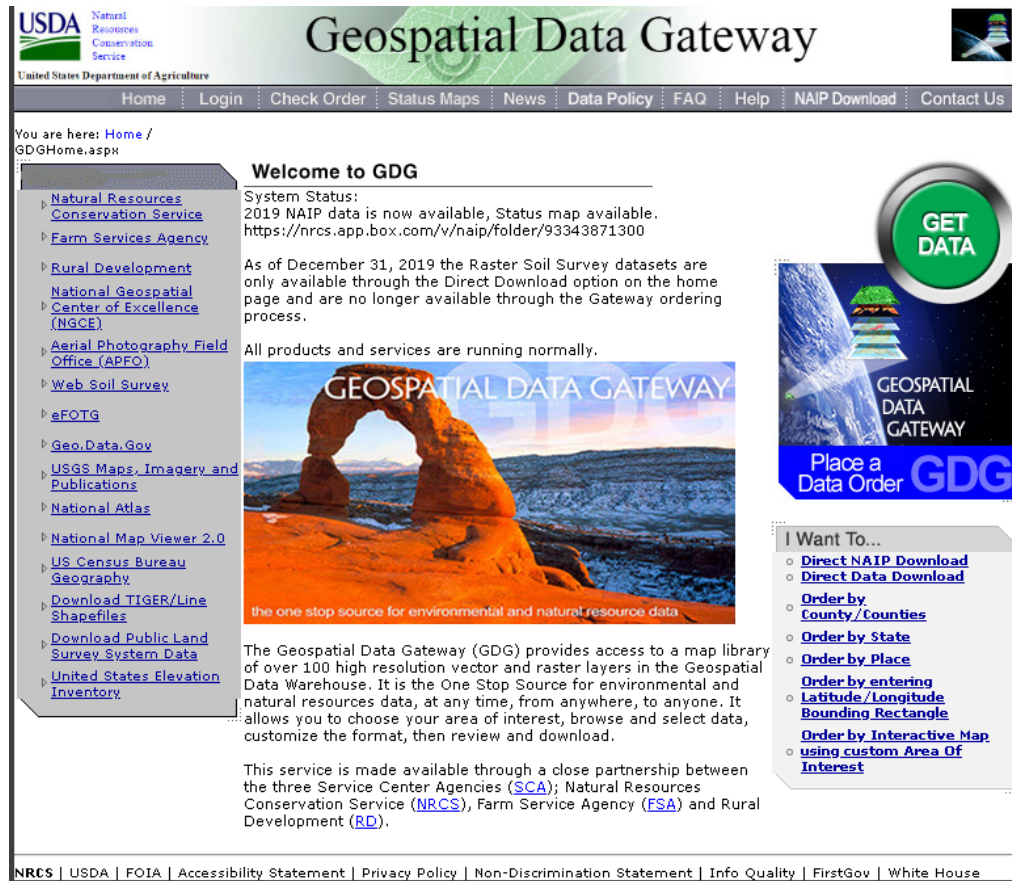 USDA
Natural
Resources
Conservation
Service
United States Department of Agriculture
Geospatial Data Gateway
Home Login Check Order Status Maps News Data Policy FAQ Help NAIP Download Contact Us
You are here: Home /
GDGHome.aspx
Natural Resources
Conservation Service
Farm Services Agency
Rural Development
National Geospatial
Center of Excellence
(NGCE)
Aerial Photography Field
Office (APFO)
Web Soil Survey
eFOTG
Geo.Data.Gov
USGS Maps, Imagery and
Publications
National Atlas
National Map Viewer 2.0
US Census Bureau
Geography
Download TIGER/Line
Shapefiles
Download Public Land
Survey System Data
United States Elevation
Inventory
Welcome to GDG
System Status:
2019 NAIP data is now available, Status map available.
https://nrcs.app.box.com/v/naip/folder/93343871300
As of December 31, 2019 the Raster Soil Survey datasets are
only available through the Direct Download option on the home
page and are no longer available through the Gateway ordering
process.
All products and services are running normally.
GDG
GEOSPATIAL DATA GATEWAY
the one stop source for environmental and natural resource data
The Geospatial Data Gateway (GDG) provides access to a map library
of over 100 high resolution vector and raster layers in the Geospatial
Data Warehouse. It is the One Stop Source for environmental and
natural resources data, at any time, from anywhere, to anyone. It
allows you to choose your area of interest, browse and select data,
customize the format, then review and download.
This service is made available through a close partnership between
the three Service Center Agencies (SCA); Natural Resources
Conservation Service (NRCS), Farm Service Agency (FSA) and Rural
Development (RD).
GET
DATA
GEOSPATIAL
DATA
GATEWAY
Place a
Data Order
GDG
I Want To...
Direct NAIP Download
Direct Data Download
Order by
County/Counties
Order by State
Order by Place
Order by entering
Latitude/Longitude
Bounding Rectangle
Order by Interactive Map
using custom Area Of
Interest
NRCS | USDA | FOIA | Accessibility Statement | Privacy Policy | Non-Discrimination Statement | Info Quality | FirstGov | White House